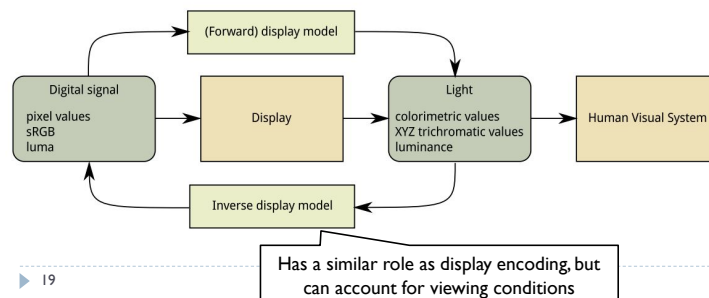 (Forward) display model
Digital signal
pixel values
sRGB
luma
Display
Light
colorimetric values
XYZ trichromatic values
luminance
Human Visual System
Inverse display model
Has a similar role as display encoding, but
can account for viewing conditions
19